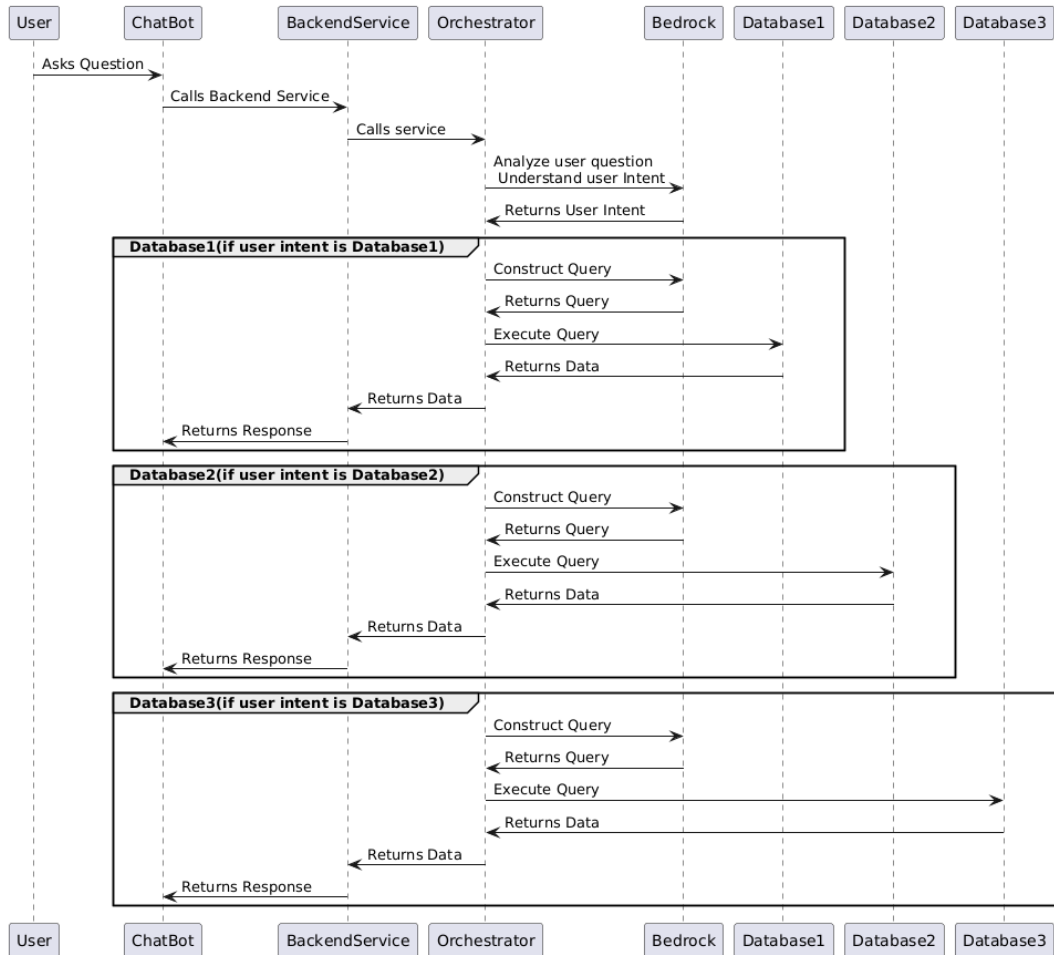 User ChatBot BackendService Orchestrator Bedrock Database1 Database2 Database3
Asks Question
Calls Backend Service
Calls service
Analyze user question
Understand user Intent
Returns User Intent
Database1(if user intent is Database1)
Construct Query
Returns Query
Execute Query
Returns Data
Returns Data
Returns Response
Database2(if user intent is Database2)
Construct Query
Returns Query
Execute Query
Returns Data
Returns Data
Returns Response
Database3(if user intent is Database3)
Construct Query
Returns Query
Execute Query
Returns Data
Returns Data
Returns Response
User ChatBot BackendService Orchestrator Bedrock Database1 Database2 Database3